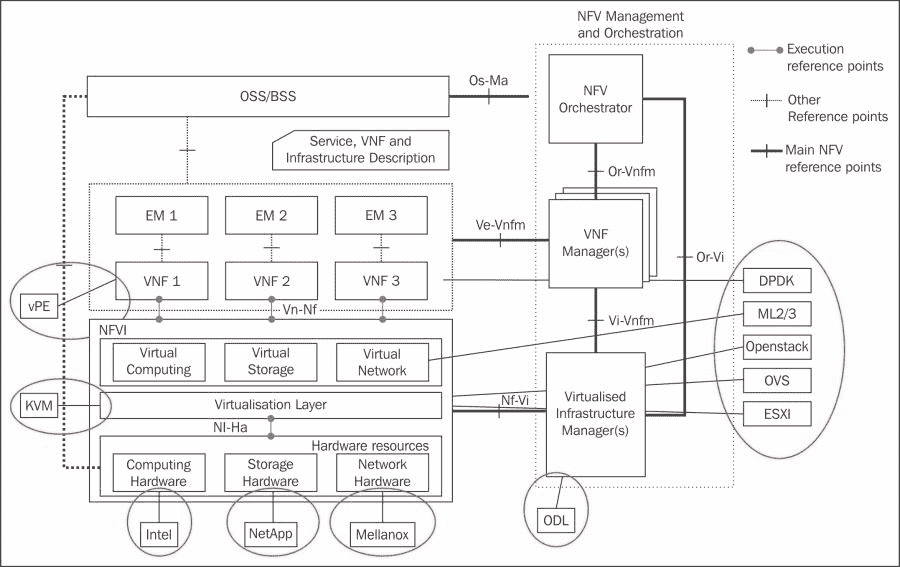 NFV Management
and Orchestration
Execution
reference points
Other
Reference points
Main NFV
reference points
OSS/BSS
Os-Ma
NFV
Orchestrator
Service, VNF and
Infrastructure Description
Or-Vnfm
EM 1
EM 2
EM 3
Ve-Vnfm
VNF
Manager(s)
Or-Vi
VNF 1
VNF 2
VNF 3
vPE
Vn-Nf
Vi-Vnfm
DPDK
ML2/3
Openstack
OVS
ESXI
NFVI
Virtual
Computing
Virtual
Storage
Virtual
Network
KVM
Virtualisation Layer
Nf-Vi
Virtualised
Infrastructure
Manager(s)
NI-Ha
Hardware resources
Computing
Hardware
Storage
Hardware
Network
Hardware
Intel
NetApp
Mellanox
ODL